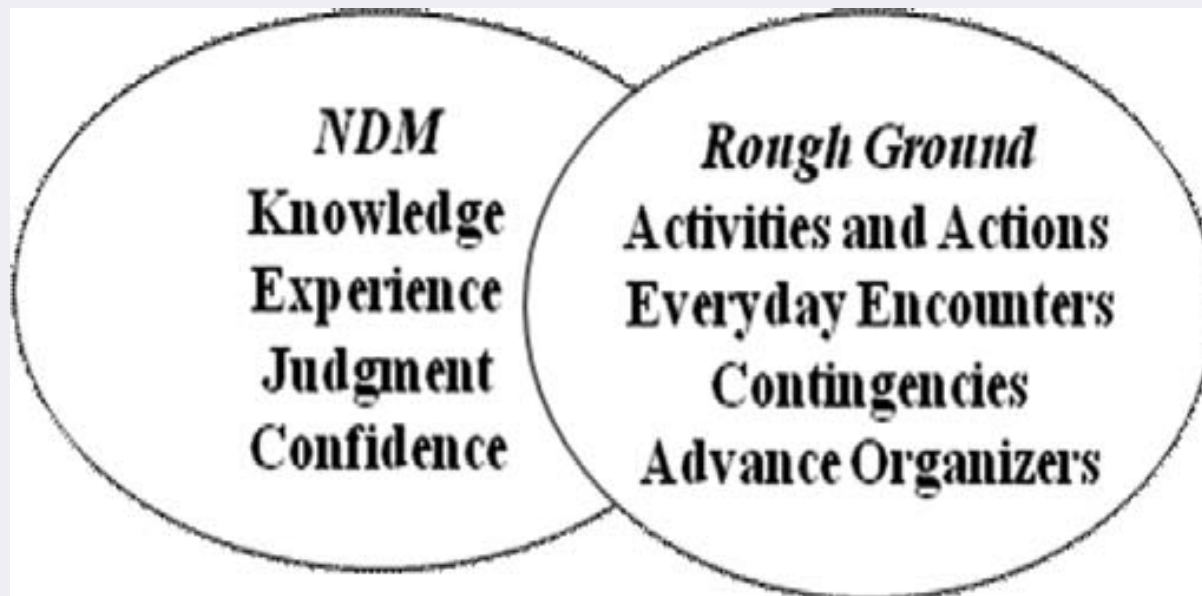 NDM
Knowledge
Experience
Judgment
Confidence
Rough Ground
Activities and Actions
Everyday Encounters
Contingencies
Advance Organizers